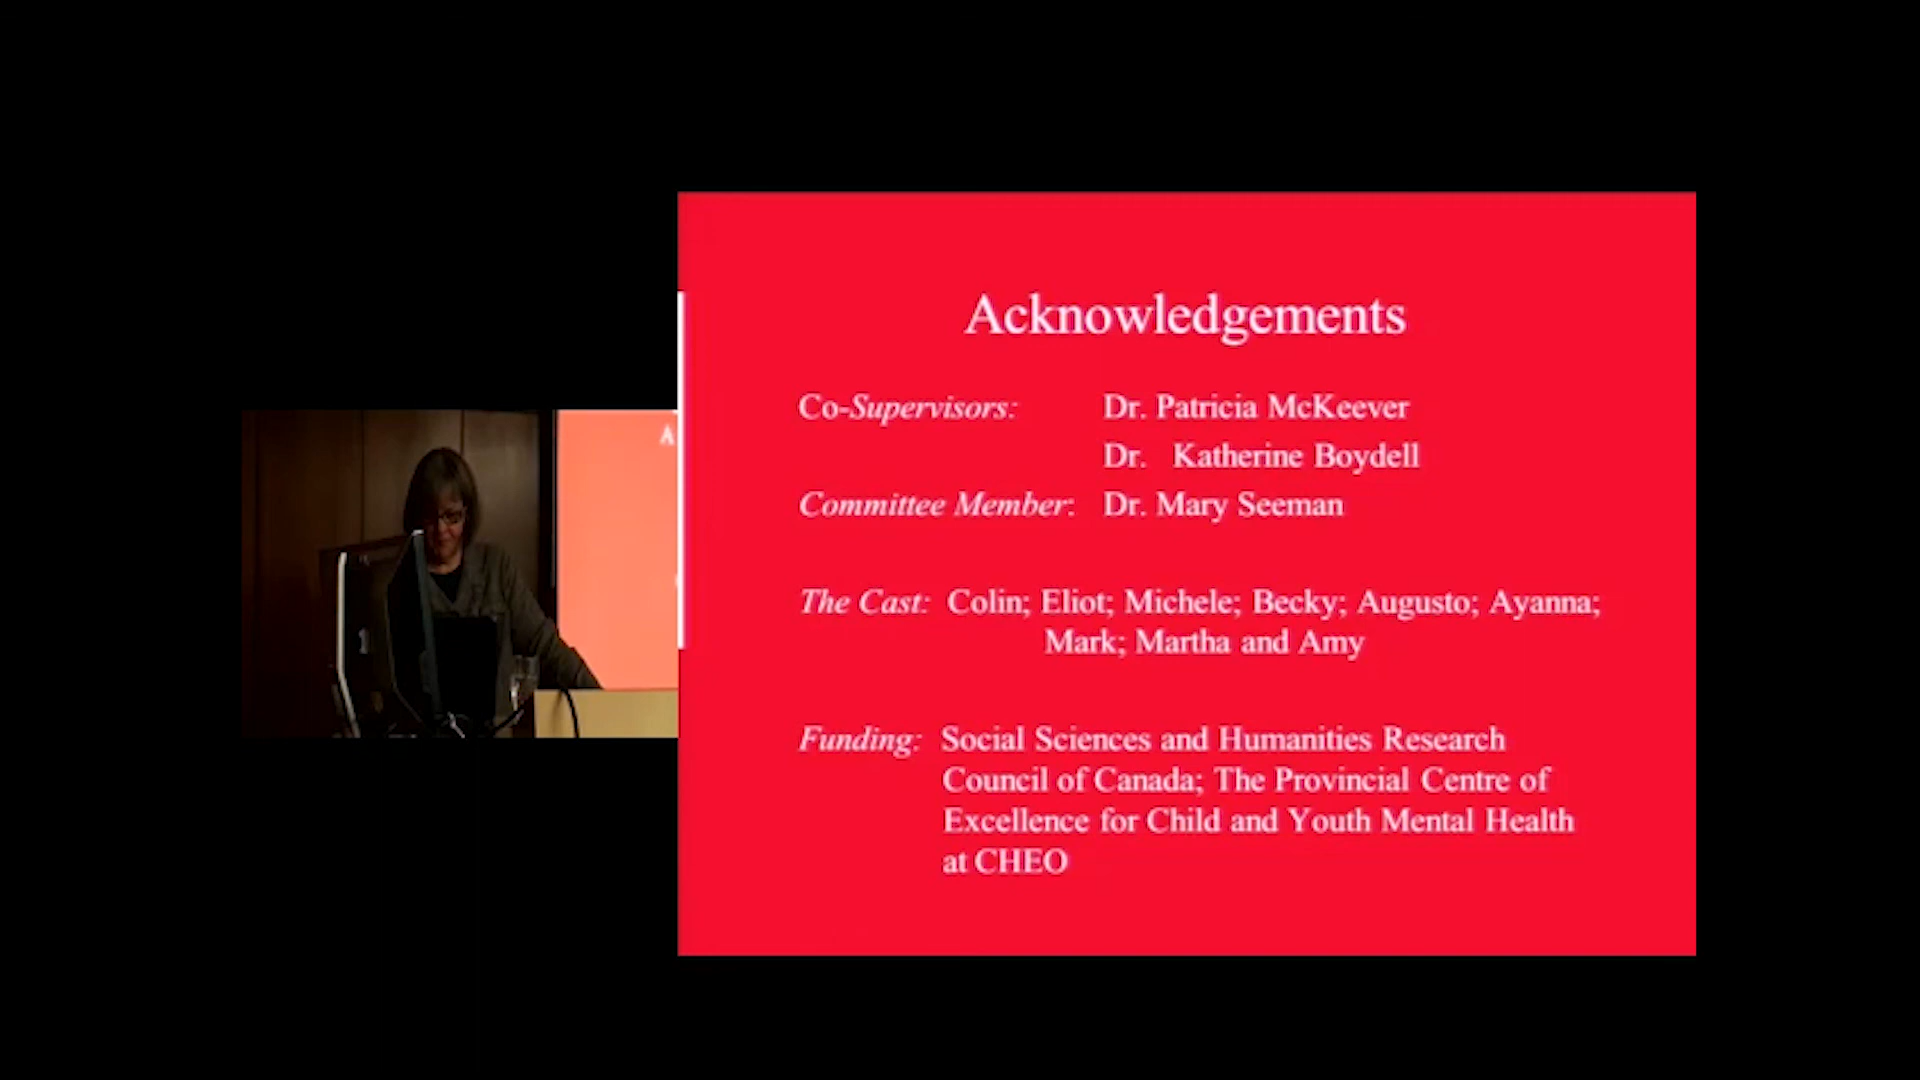 Acknowledgements
Co-Supervisors: Dr. Patricia McKeever
Dr. Katherine Boydell
Committee Member: Dr. Mary Seeman
The Cast: Colin; Eliot; Michele; Becky; Augusto; Ayanna;
Mark; Martha and Amy
Funding: Social Sciences and Humanities Research
Council of Canada; The Provincial Centre of
Excellence for Child and Youth Mental Health
at CHEO
A